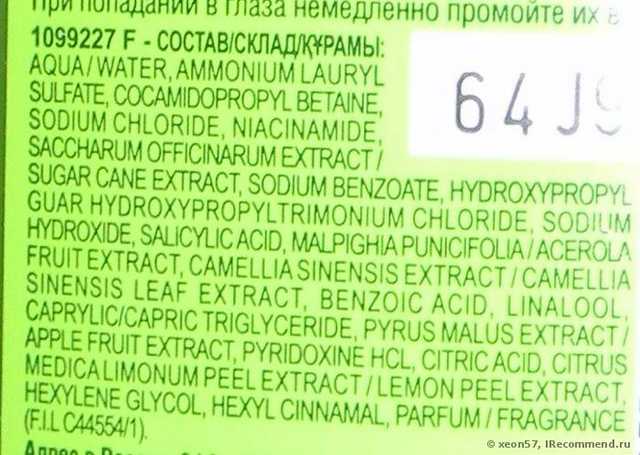 При попадании в глаза немедленно промойте их в
1099227 F - СОСТАВ/СКЛАД/ҚҰРАМЫ:
AQUA / WATER, AMMONIUM LAURYL
SULFATE, COCAMIDOPROPYL BETAINE,
SODIUM CHLORIDE, NIACINAMIDE,
SACCHARUM OFFICINARUM EXTRACT /
SUGAR CANE EXTRACT, SODIUM BENZOATE, HYDROXYPROPYL
GUAR HYDROXYPROPYLTRIMONIUM CHLORIDE, SODIUM
HYDROXIDE, SALICYLIC ACID, MALPIGHIA PUNICIFOLIA / ACEROLA
FRUIT EXTRACT, CAMELLIA SINENSIS EXTRACT / CAMELLIA
SINENSIS LEAF EXTRACT, BENZOIC ACID, LINALOOL,
CAPRYLIC/CAPRIC TRIGLYCERIDE, PYRUS MALUS EXTRACT /
APPLE FRUIT EXTRACT, PYRIDOXINE HCL, CITRIC ACID, CITRUS
MEDICA LIMONUM PEEL EXTRACT / LEMON PEEL EXTRACT,
HEXYLENE GLYCOL, HEXYL CINNAMAL, PARFUM / FRAGRANCE
(F.I.L C44554/1).
64J9
© xeon57, IRecommend.ru